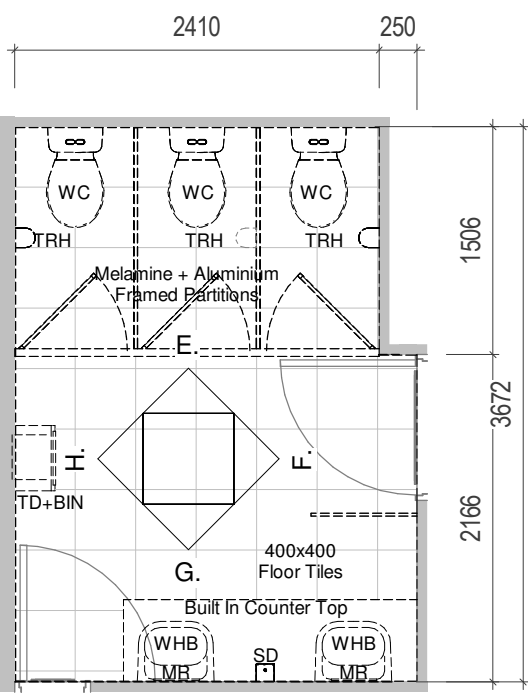 2410 250
WC WC WC
TRH TRH TRH
Melamine + Aluminium
Framed Partitions
1506
E.
3672
H. F.
TD+BIN
2166
400x400
Floor Tiles
G.
Built In Counter Top
WHB SD WHB
MR MR